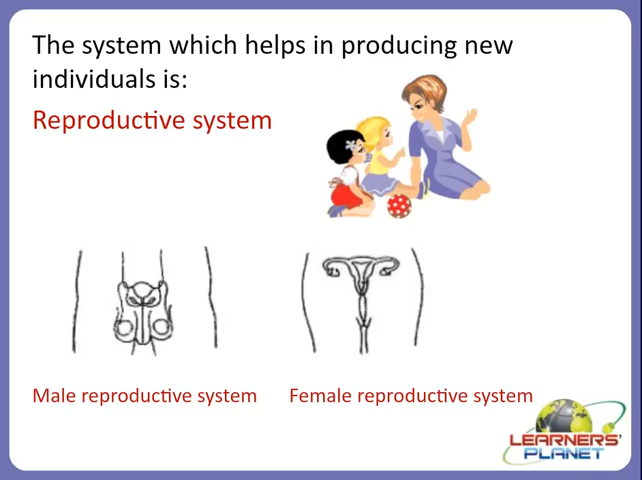 The system which helps in producing new
individuals is:
Reproductive system
Male reproductive system
Female reproductive system
LEARNERS'
PLANET